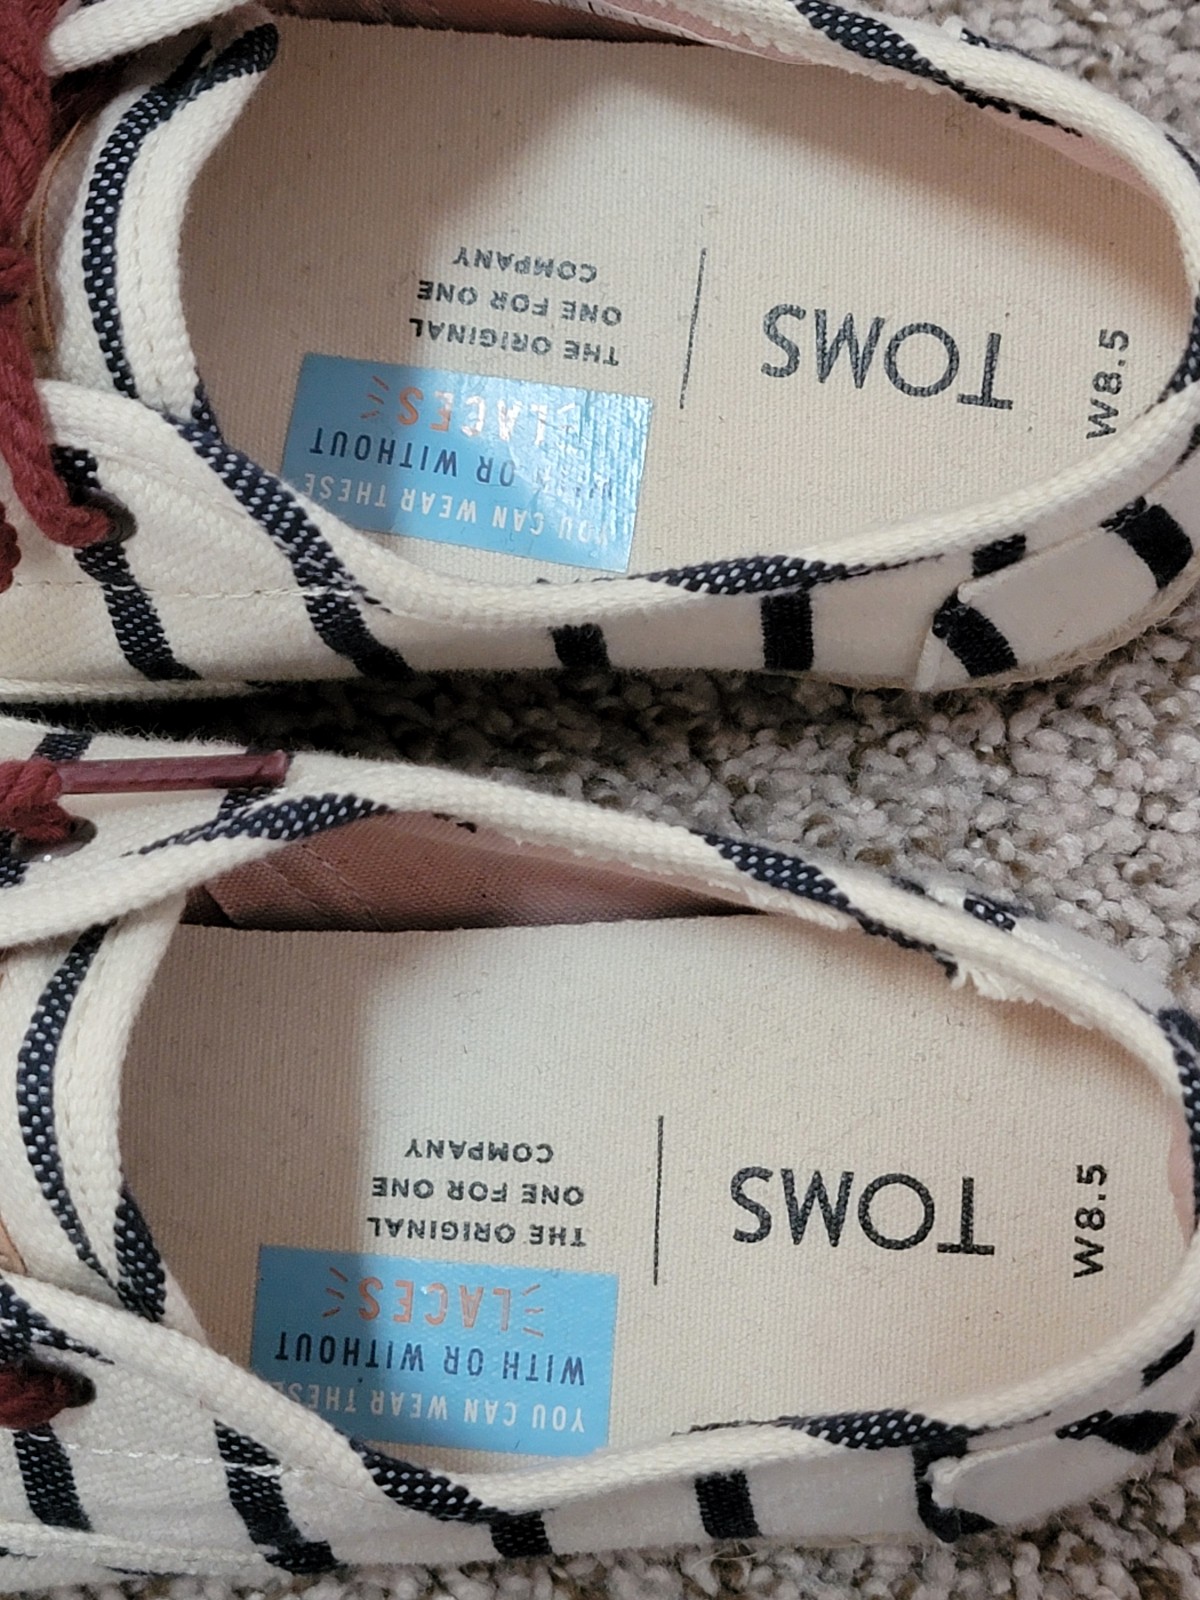 THE ORIGINAL
ONE FOR ONE
COMPANY
TOMS
W8.5
YOU CAN WEAR THESE
WITH OR WITHOUT
LACES
THE ORIGINAL
ONE FOR ONE
COMPANY
TOMS
W8.5
YOU CAN WEAR THESE
WITH OR WITHOUT
LACES